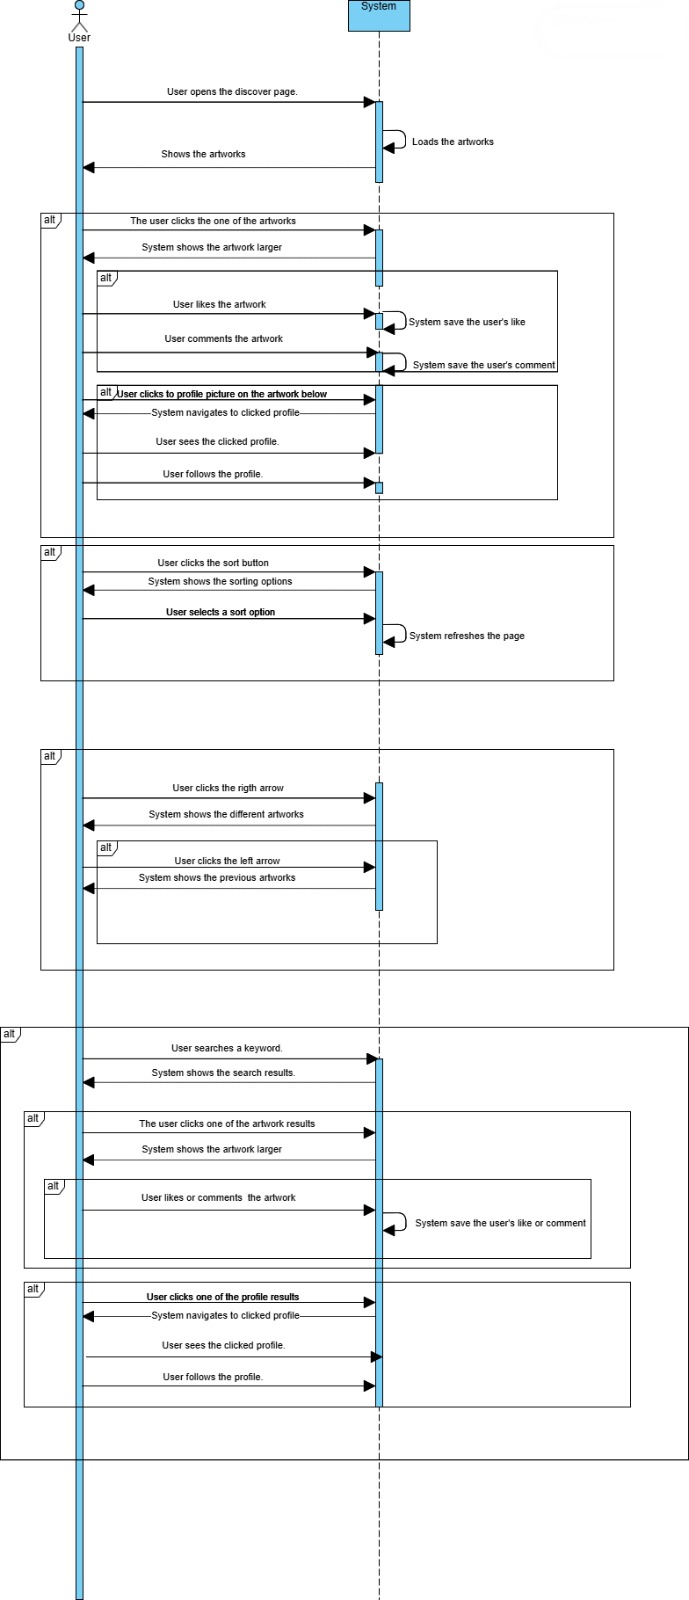 User
System
User opens the discover page.
Loads the artworks
Shows the artworks
alt
The user clicks the one of the artworks
System shows the artwork larger
alt
User likes the artwork
System save the user's like
User comments the artwork
System save the user's comment
alt
User clicks to profile picture on the artwork below
System navigates to clicked profile
User sees the clicked profile.
User follows the profile.
alt
User clicks the sort button
System shows the sorting options
User selects a sort option
System refreshes the page
alt
User clicks the rigth arrow
System shows the different artworks
alt
User clicks the left arrow
System shows the previous artworks
alt
User searches a keyword.
System shows the search results.
alt
The user clicks one of the artwork results
System shows the artwork larger
alt
User likes or comments  the artwork
System save the user's like or comment
alt
User clicks one of the profile results
System navigates to clicked profile
User sees the clicked profile.
User follows the profile.